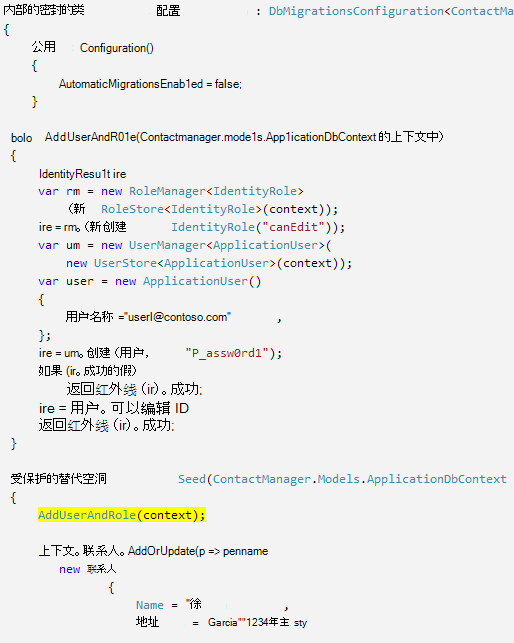 内部的密封的类 配置 : DbMigrationsConfiguration<ContactMa
{
公用 Configuration()
{
AutomaticMigrationsEnab1ed = false;
}
bolo AddUserAndR01e(Contactmanager.mode1s.App1icationDbContext 的上下文中)
{
IdentityResu1t ire
var rm = new RoleManager<IdentityRole>
(新 RoleStore<IdentityRole>(context));
ire = rm。(新创建 IdentityRole("canEdit"));
var um = new UserManager<ApplicationUser>(
new UserStore<ApplicationUser>(context));
var user = new ApplicationUser()
{
用户名称 ="userl@contoso.com" ,
};
ire = um。创建 (用户, "P_assw0rd1");
如果 (ir。成功的假)
返回红外线 (ir)。成功;
ire = 用户。可以编辑 ID
返回红外线 (ir)。成功;
}
受保护的替代空洞 Seed(ContactManager.Models.ApplicationDbContext
{
AddUserAndRole(context);
上下文。联系人。AddOrUpdate(p => penname
new 联系人
{
Name = "徐 ,
地址 = Garcia""1234年主 sty